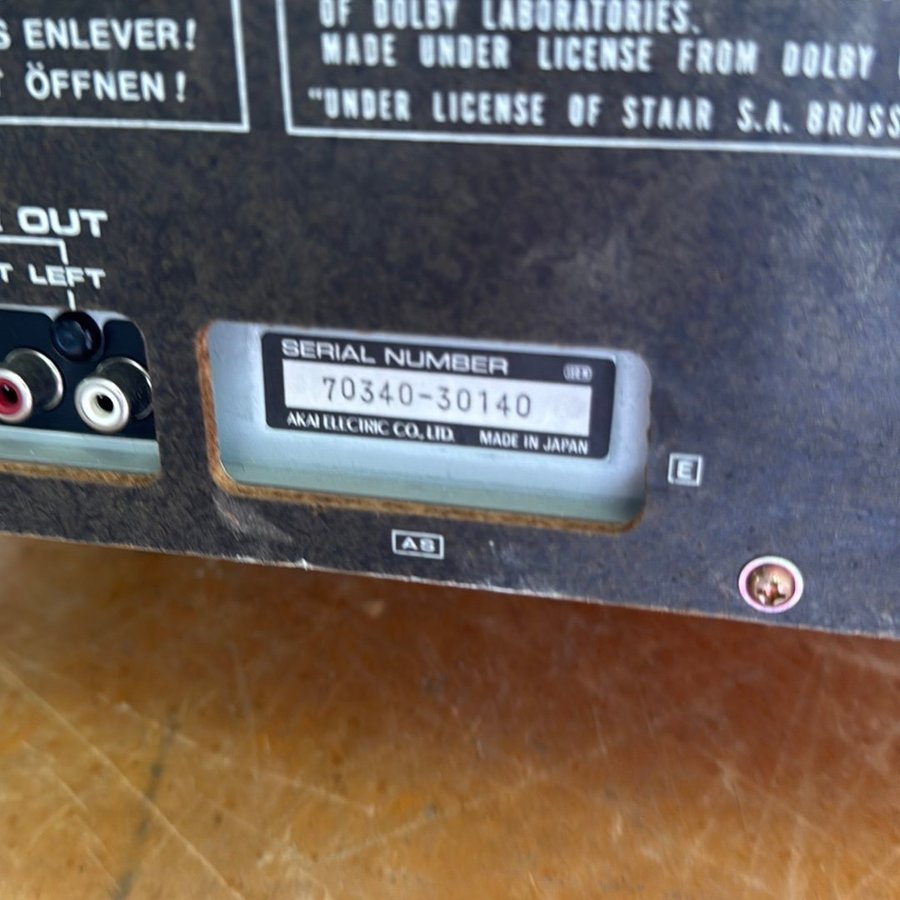 S ENLEVER!
T ÖFFNEN!
OF DOLBY LABORATORIES.
MADE UNDER LICENSE FROM DOLBY
"UNDER LICENSE OF STAAR S.A. BRUSS
OUT
T LEFT
SERIAL NUMBER
70340-30140
AKAI ELECTRIC CO., LTD. MADE IN JAPAN
E
AS